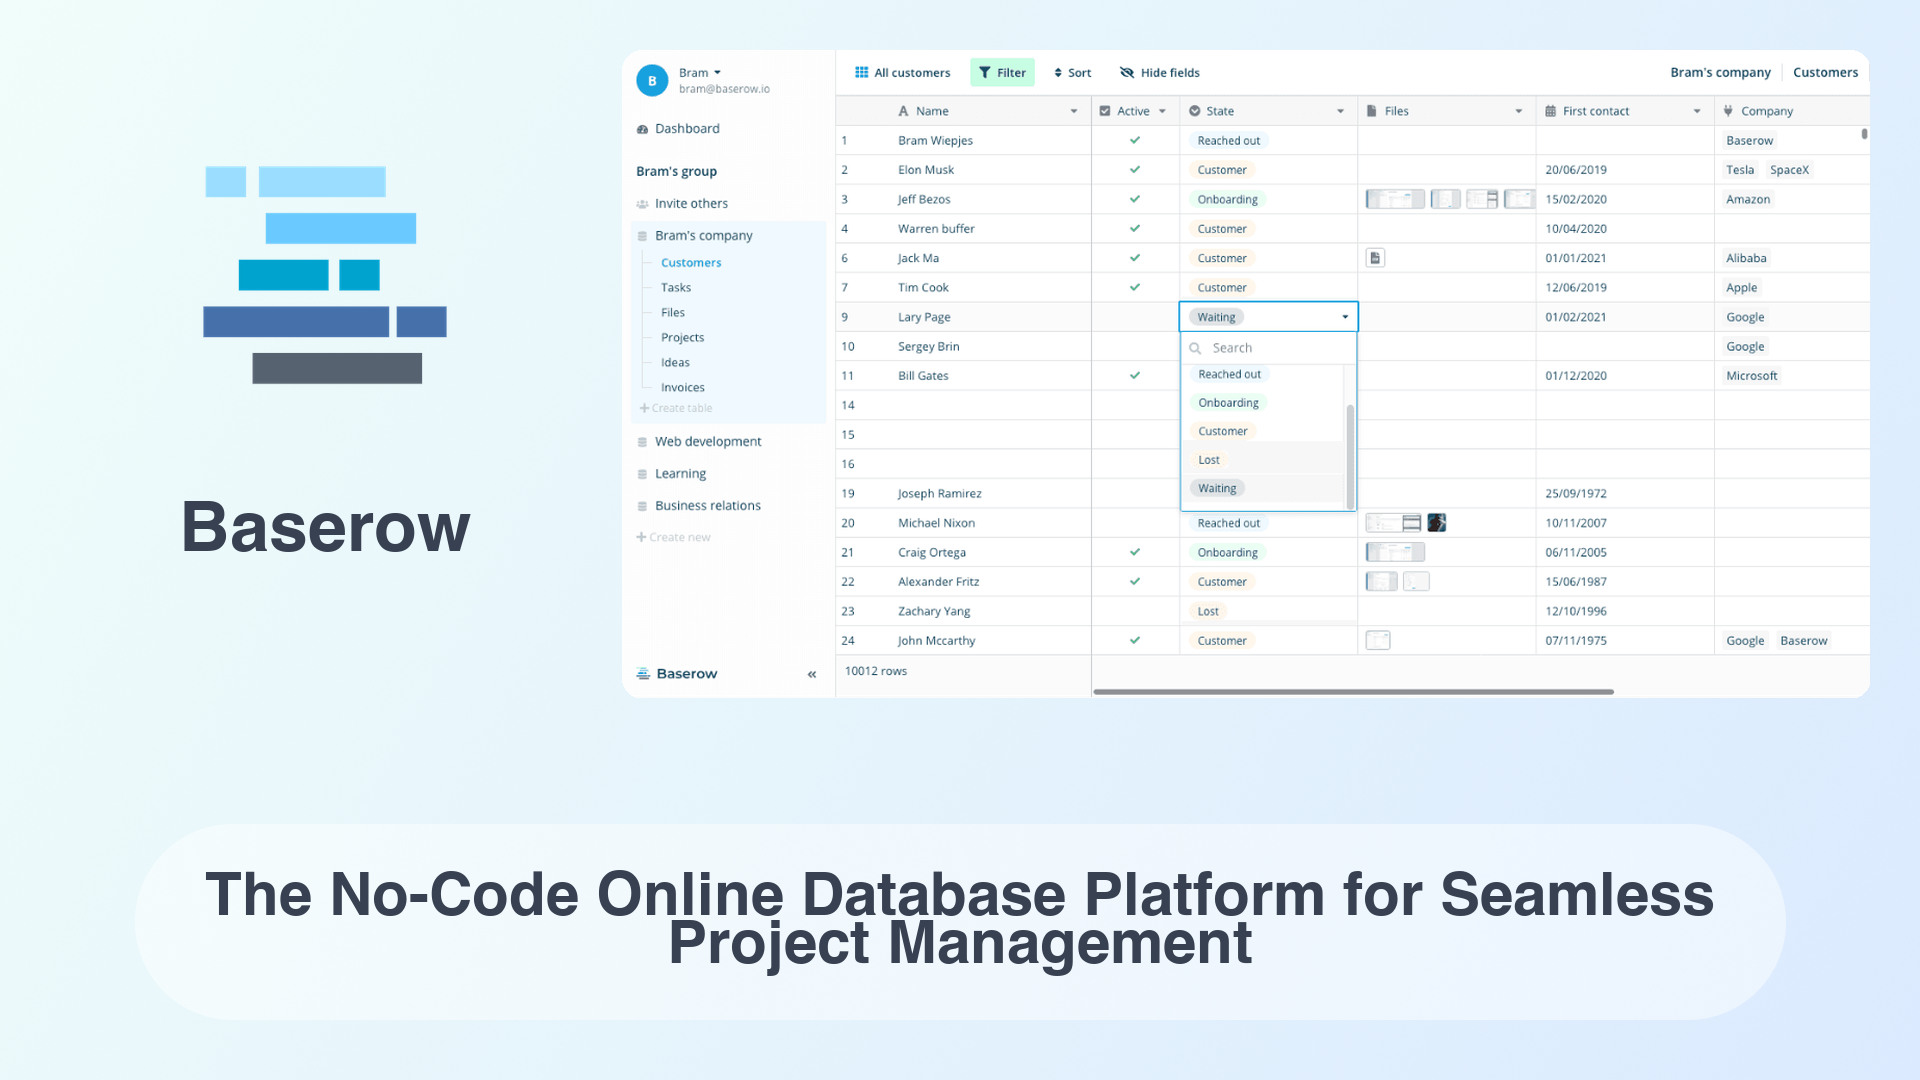 Baserow
B
Bram
bram@baserow.io
Dashboard
Bram's group
Invite others
Bram's company
Customers
Tasks
Files
Projects
Ideas
Invoices
Create table
Web development
Learning
Business relations
Create new
Baserow
«
All customers Filter Sort Hide fields Bram's company Customers
Name Active State Files First contact Company
1 Bram Wiepjes Reached out Baserow
2 Elon Musk Customer 20/06/2019 Tesla SpaceX
3 Jeff Bezos Onboarding 15/02/2020 Amazon
4 Warren buffer Customer 10/04/2020
6 Jack Ma Customer 01/01/2021 Alibaba
7 Tim Cook Customer 12/06/2019 Apple
9 Lary Page Waiting 01/02/2021 Google
10 Sergey Brin Google
11 Bill Gates 01/12/2020 Microsoft
14
15
16
Search
Reached out
Onboarding
Customer
Lost
Waiting
19 Joseph Ramirez 25/09/1972
20 Michael Nixon Reached out 10/11/2007
21 Craig Ortega Onboarding 06/11/2005
22 Alexander Fritz Customer 15/06/1987
23 Zachary Yang Lost 12/10/1996
24 John Mccarthy Customer 07/11/1975 Google Baserow
10012 rows
The No-Code Online Database Platform for Seamless
Project Management